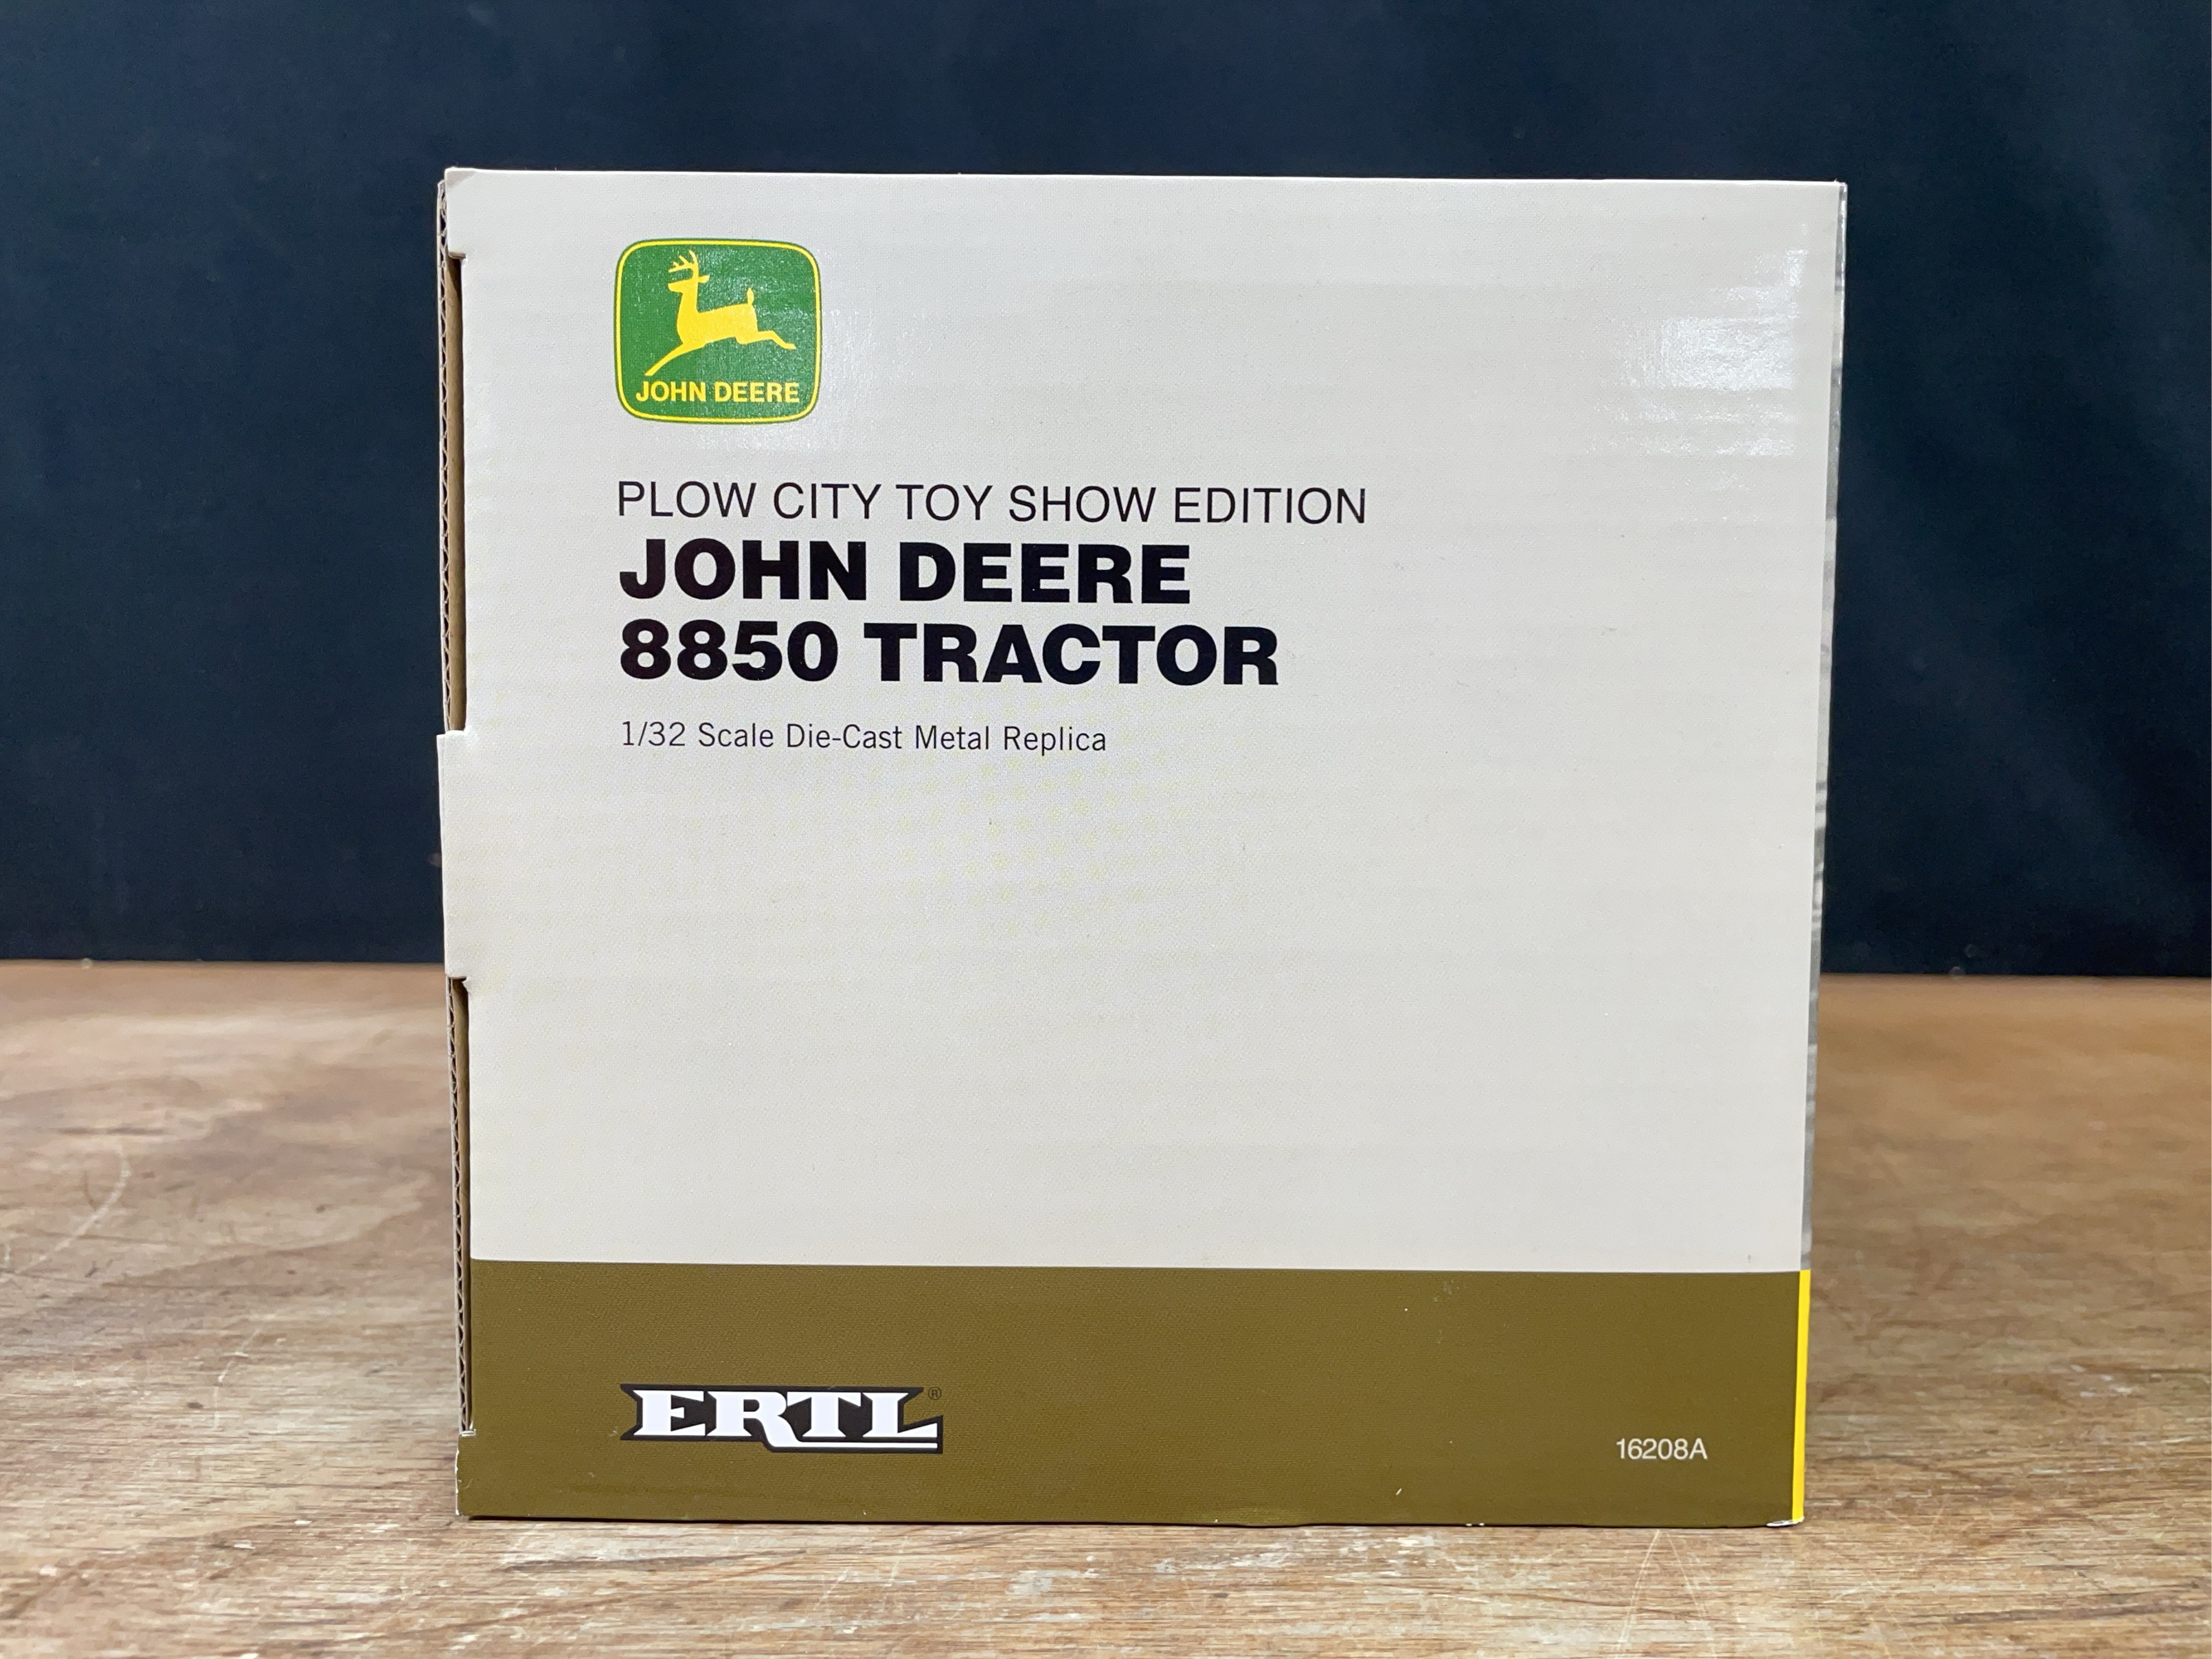 JOHN DEERE
PLOW CITY TOY SHOW EDITION
JOHN DEERE
8850 TRACTOR
1/32 Scale Die-Cast Metal Replica
ERTL®
16208A